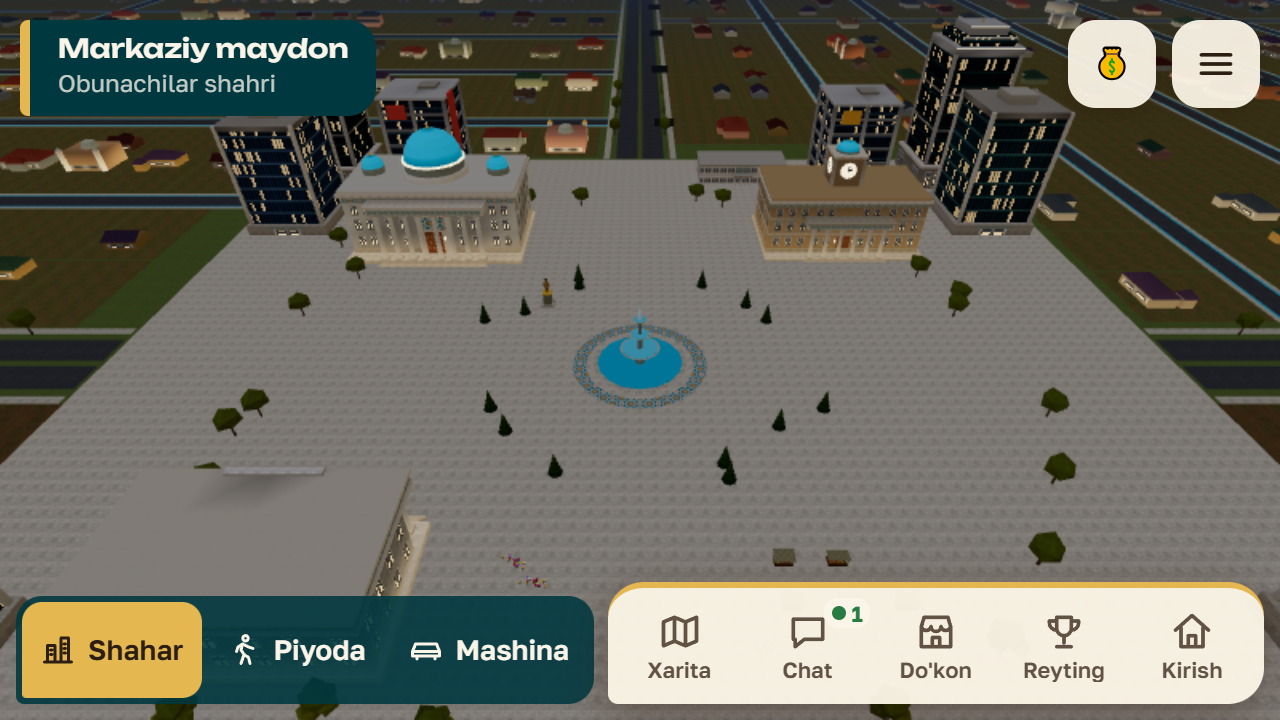 Markaziy maydon
Obunachilar shahri
Shahar
Piyoda
Mashina
1
Xarita
Chat
Do'kon
Reyting
Kirish